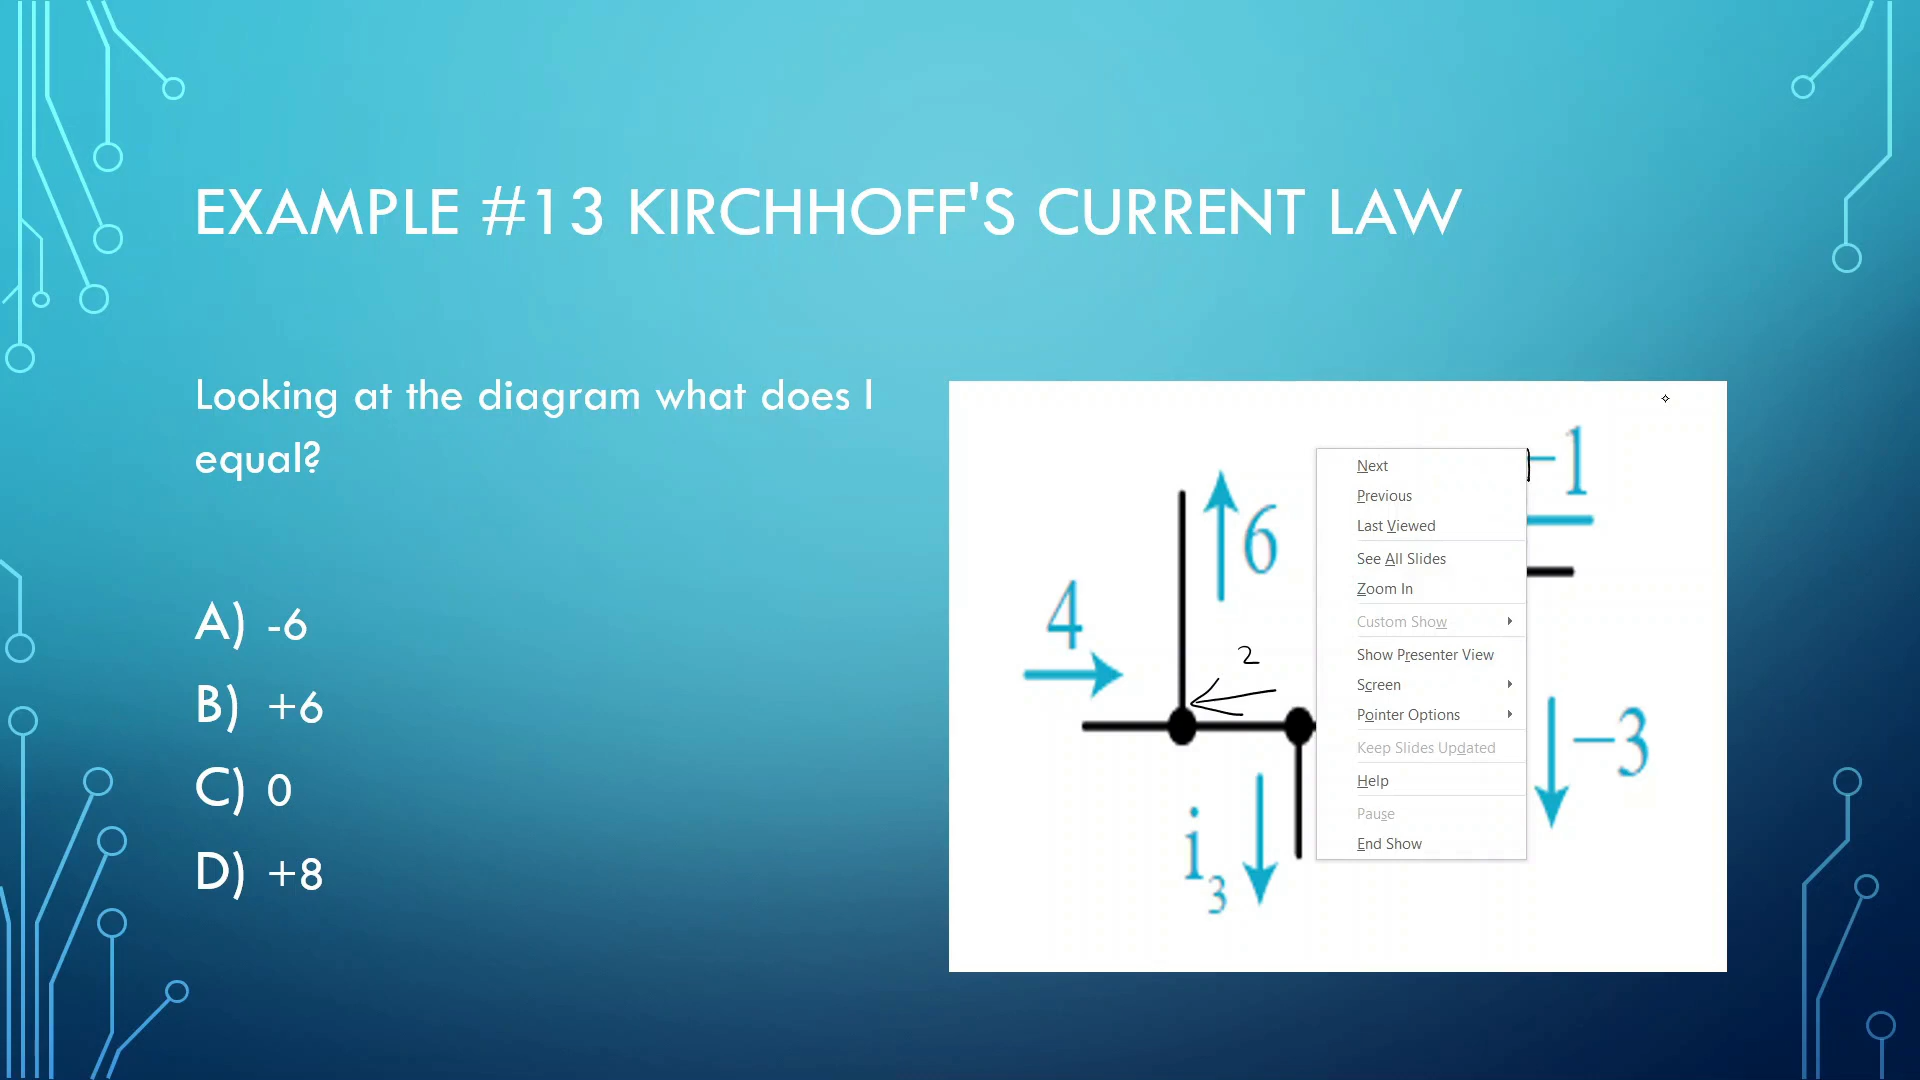 EXAMPLE #13 KIRCHHOFF'S CURRENT LAW
Looking at the diagram what does I
equal?
A) -6
B) +6
C) 0
D) +8
4
6
2
i3
−1
−3
Next
Previous
Last Viewed
See All Slides
Zoom In
Custom Show
Show Presenter View
Screen
Pointer Options
Keep Slides Updated
Help
Pause
End Show